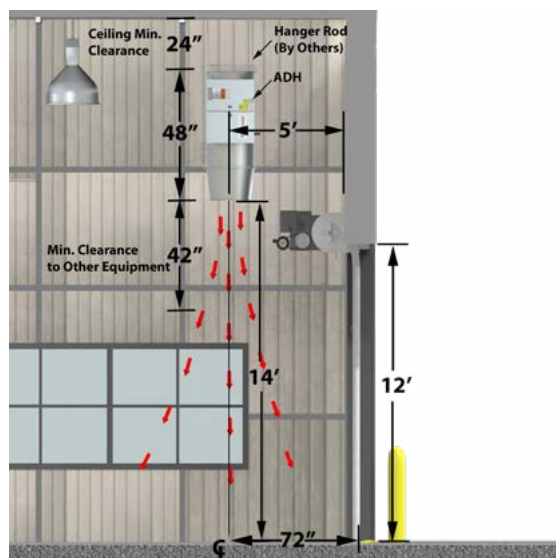 Ceiling Min.
Clearance
24”
Hanger Rod
(By Others)
ADH
48”
5’
42”
Min. Clearance
to Other Equipment
14’
12’
72”